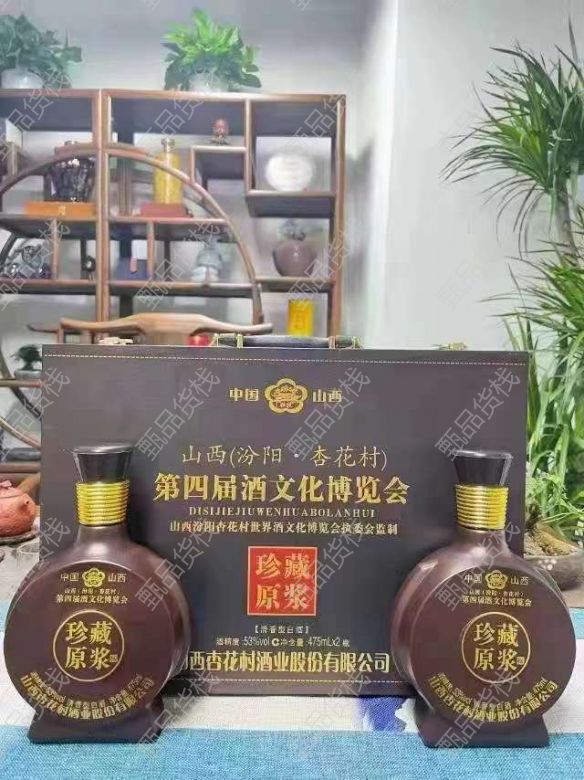 中国 山西
山西(汾阳·杏花村)
第四届酒文化博览会
DISIJIEJIUWENHUABOLANHUI
山西汾阳杏花村世界酒文化博览会执委会监制
珍藏
原浆
【清香型白酒】
酒精度:53%vol 净含量:475mL×2瓶
山西杏花村酒业股份有限公司
中国 山西
山西(汾阳·杏花村)
第四届酒文化博览会
珍藏
原浆
山西杏花村酒业股份有限公司
中国 山西
山西(汾阳·杏花村)
第四届酒文化博览会
珍藏
原浆
山西杏花村酒业股份有限公司
甄品货栈